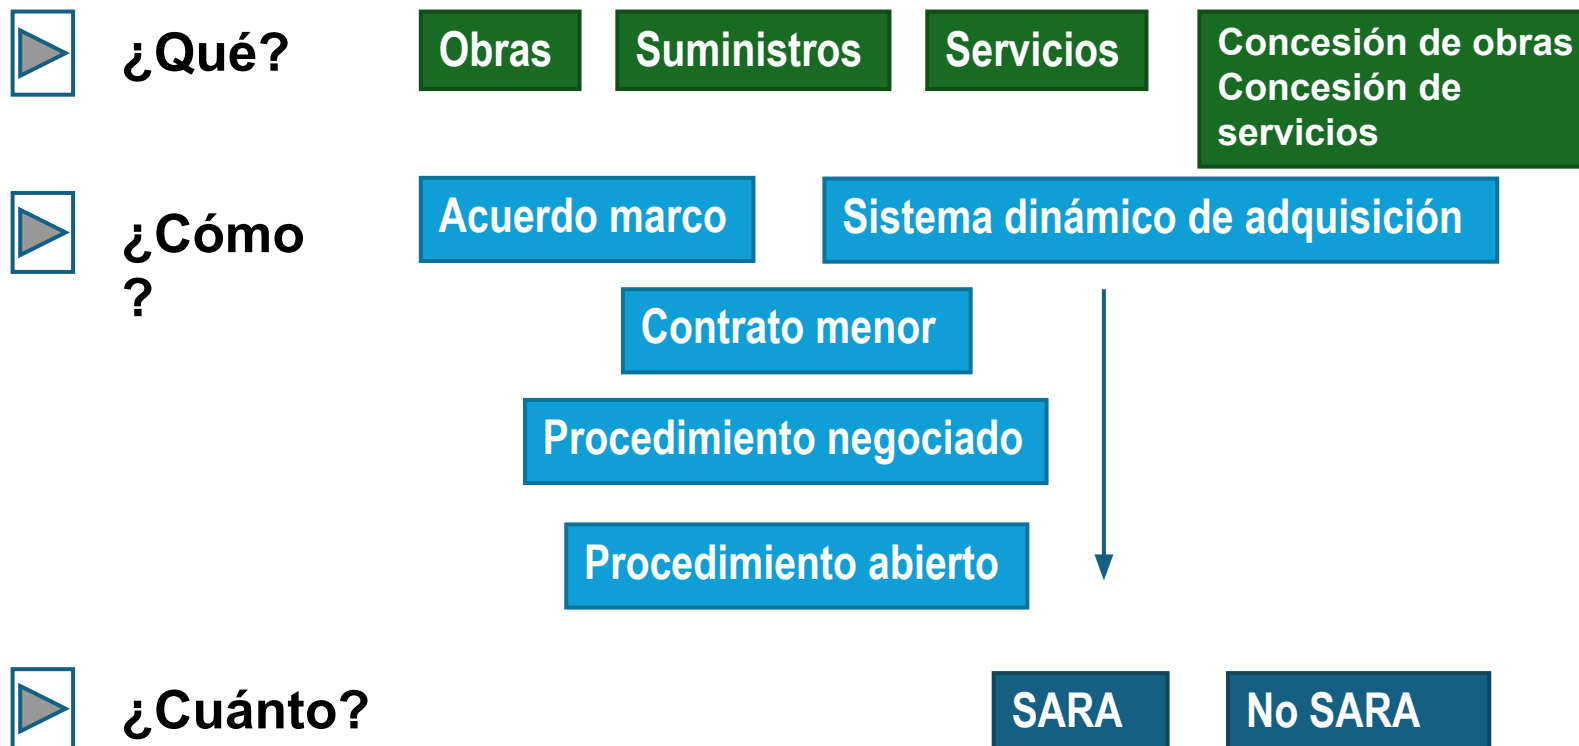 ¿Qué?
Obras
Suministros
Servicios
Concesión de obras
Concesión de
servicios
¿Cómo
?
Acuerdo marco
Sistema dinámico de adquisición
Contrato menor
Procedimiento negociado
Procedimiento abierto
¿Cuánto?
SARA
No SARA